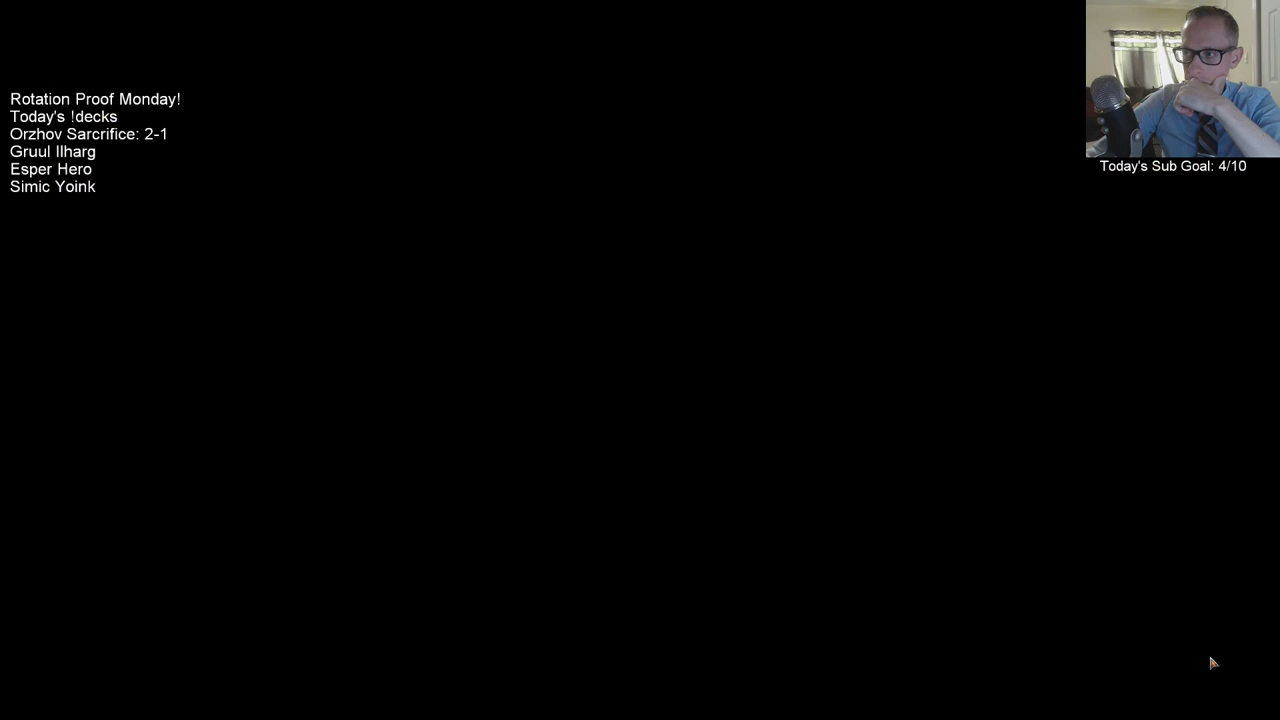 Rotation Proof Monday!
Today's !decks
Orzhov Sarcrifice: 2-1
Gruul Ilharg
Esper Hero
Simic Yoink
Today's Sub Goal: 4/10